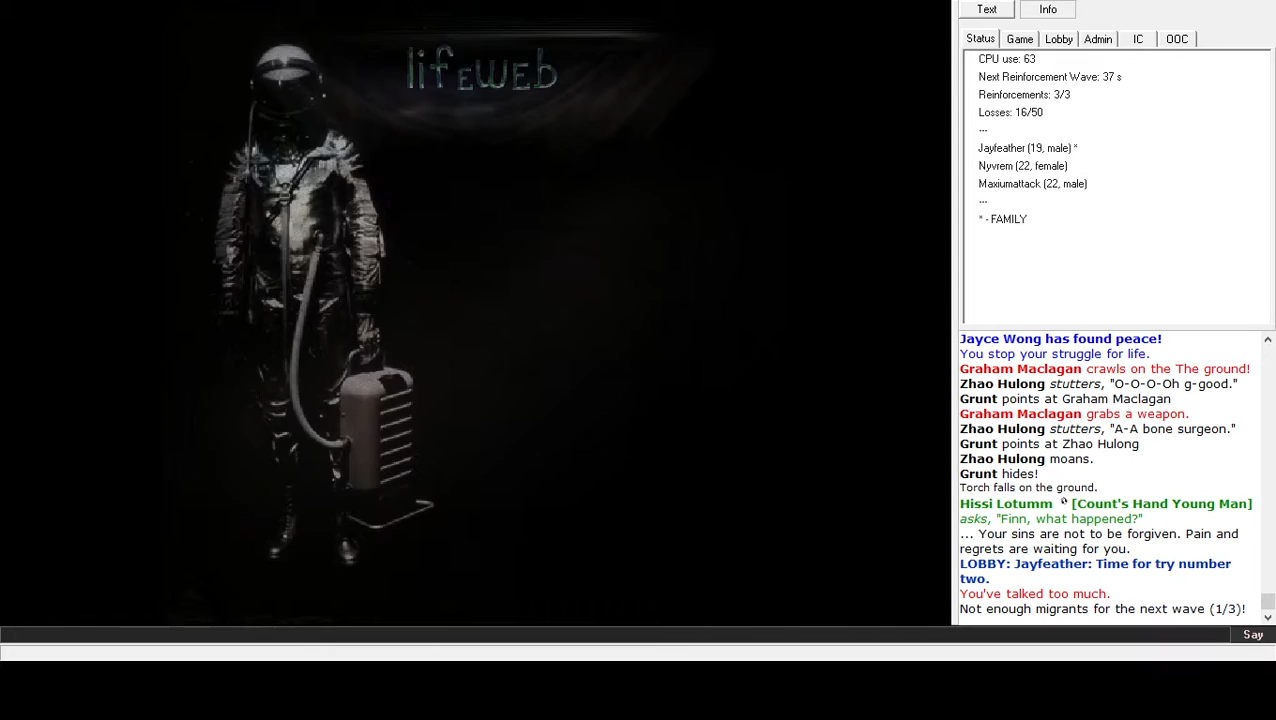 lifEWEb
Text Info
Status Game Lobby Admin IC OOC
CPU use: 63
Next Reinforcement Wave: 37 s
Reinforcements: 3/3
Losses: 16/50
...
Jayfeather (19, male) *
Nyvrem (22, female)
Maxiumattack (22, male)
...
* - FAMILY
Jayce Wong has found peace!
You stop your struggle for life.
Graham Maclagan crawls on the The ground!
Zhao Hulong stutters, "O-O-O-Oh g-good."
Grunt points at Graham Maclagan
Graham Maclagan grabs a weapon.
Zhao Hulong stutters, "A-A bone surgeon."
Grunt points at Zhao Hulong
Zhao Hulong moans.
Grunt hides!
Torch falls on the ground.
Hissi Lotumm [Count's Hand Young Man]
asks, "Finn, what happened?"
... Your sins are not to be forgiven. Pain and
regrets are waiting for you.
LOBBY: Jayfeather: Time for try number
two.
You've talked too much.
Not enough migrants for the next wave (1/3)!
Say